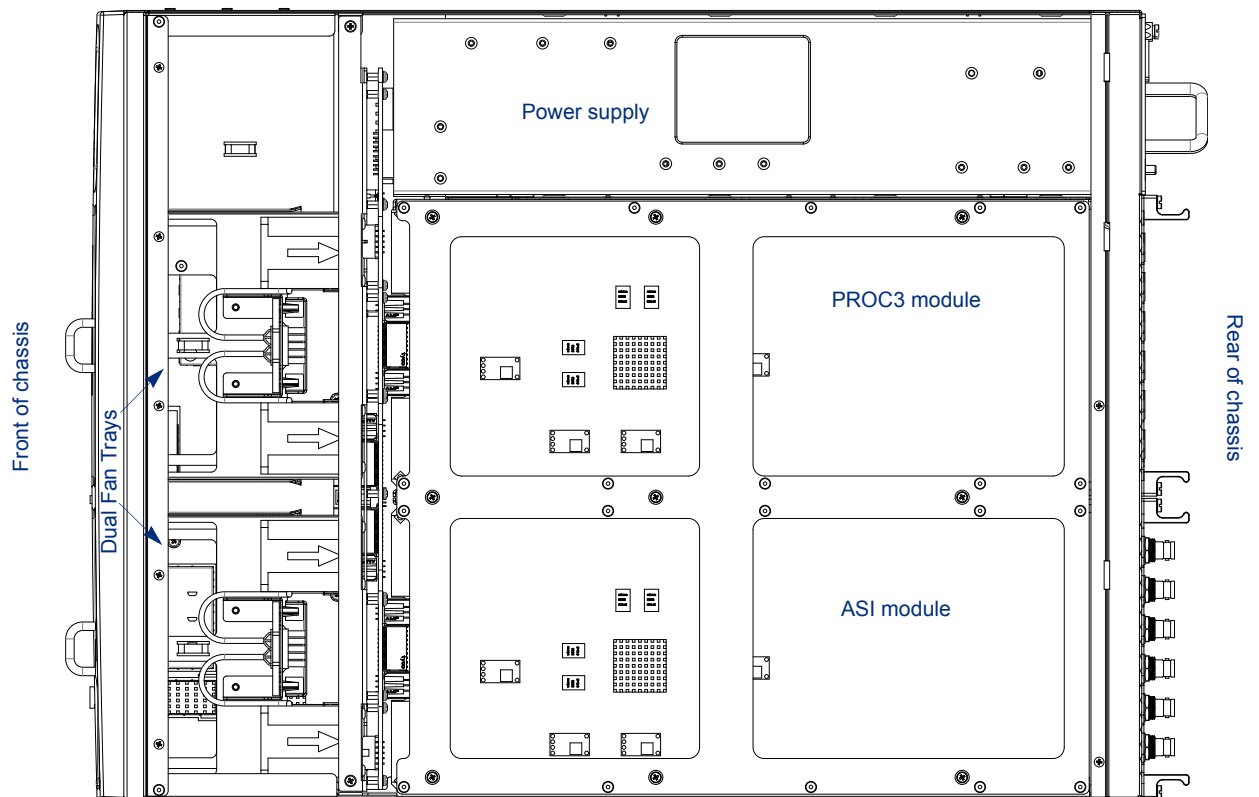 Power supply
PROC3 module
Front of chassis
Rear of chassis
Dual Fan Trays
ASI module